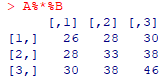 > A%*%B
     [,1] [,2] [,3]
[1,]   26   28   30
[2,]   28   33   38
[3,]   30   38   46